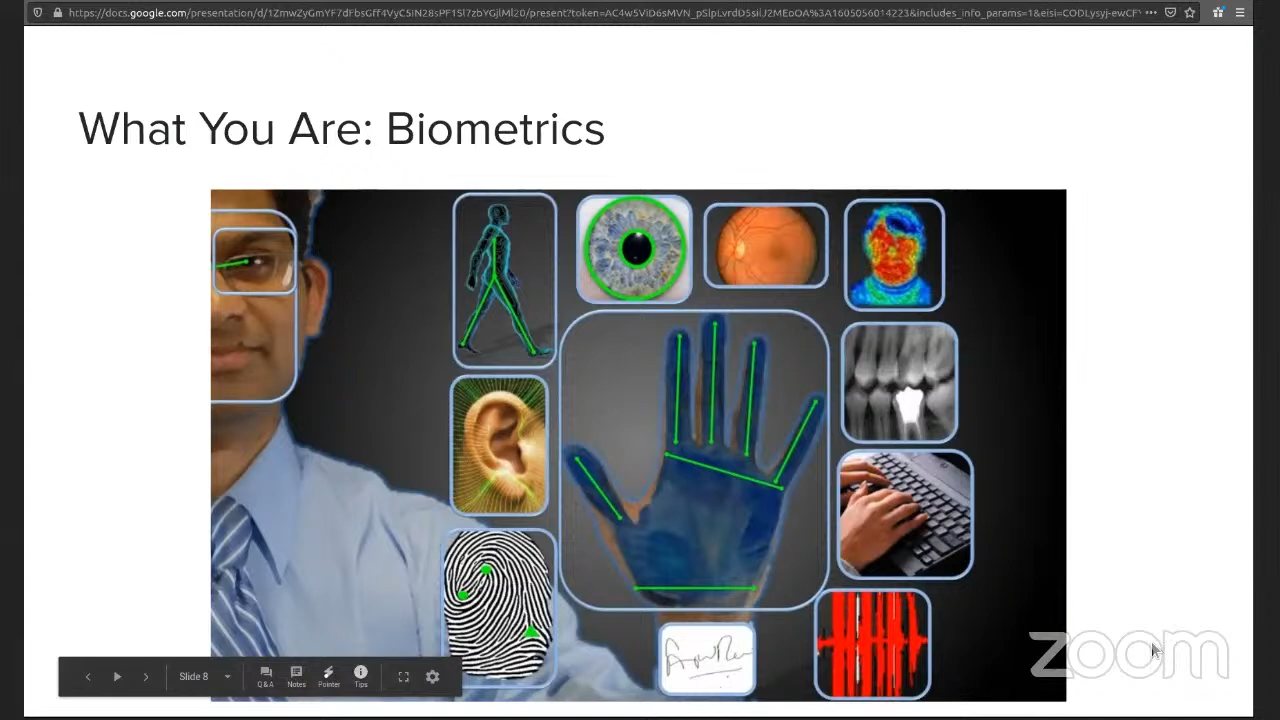 https://docs.google.com/presentation/d/1ZmwZyGmYF7dFbsGff4VyC5iN28sPF1Sl7zbYGjlMl20/present?token=AC4w5ViD6sMVN_pSlpLvrdD5silJ2MEoOA%3A1605056014223&includes_info_params=1&eisi=CODLysyj-ewCF
What You Are: Biometrics
Slide 8
Q&A
Notes
Pointer
Tips
zoom